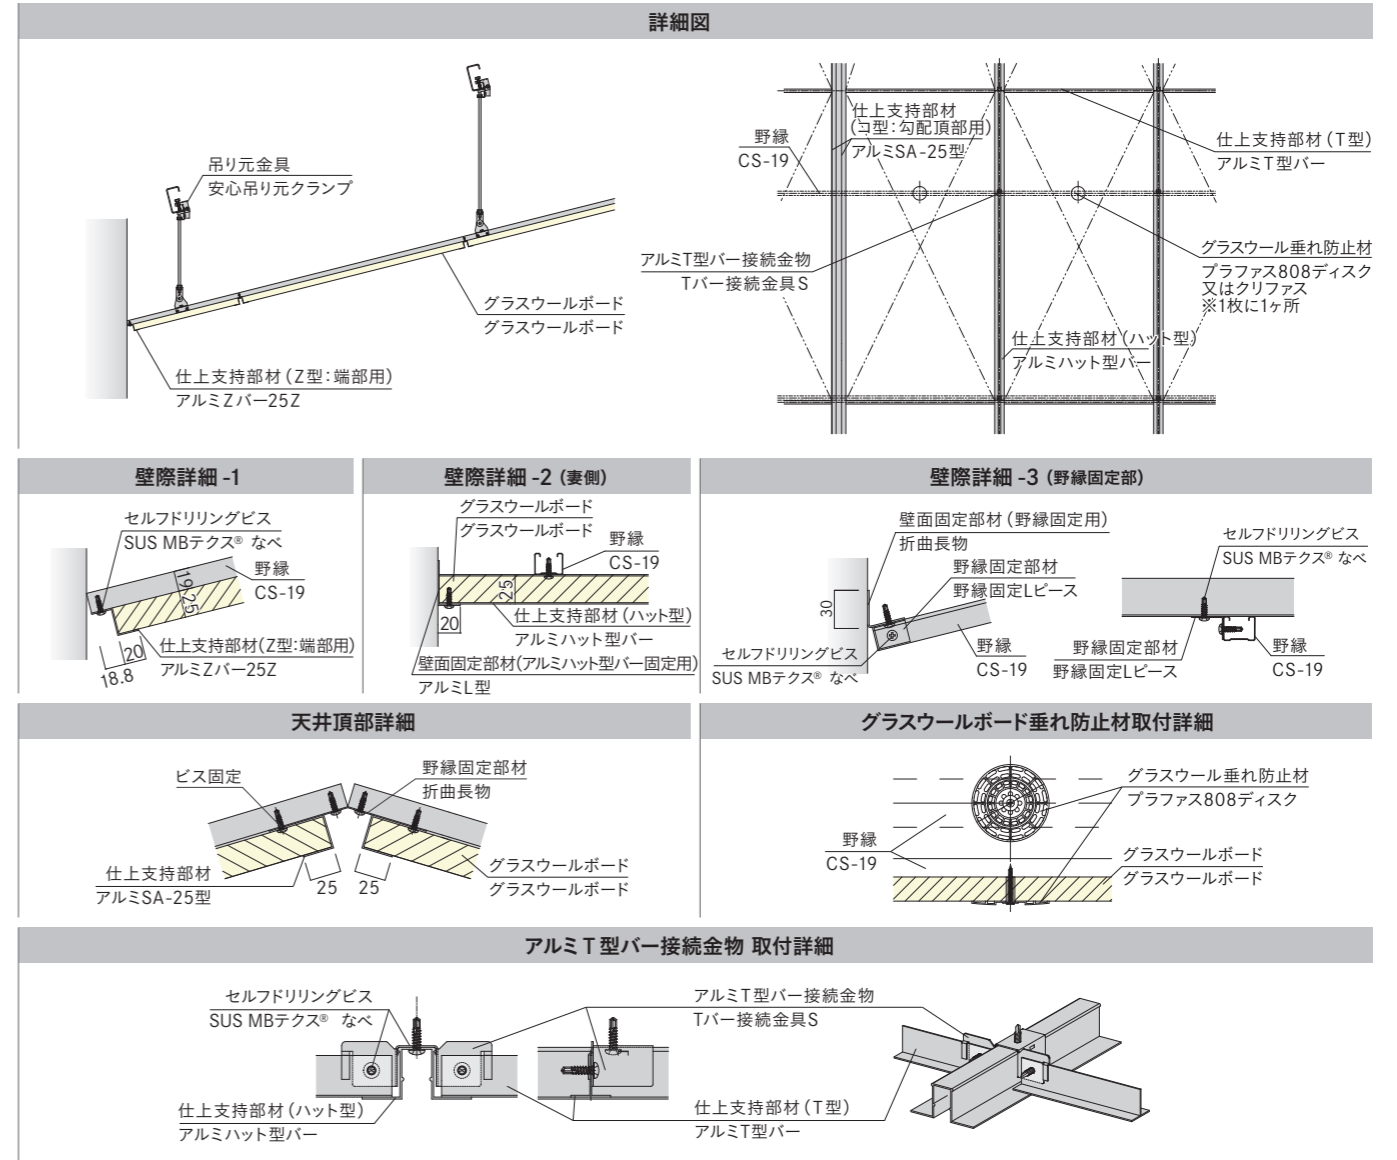 詳細図
吊り元金具
安心吊り元クランプ
グラスウールボード
グラスウールボード
仕上支持部材(Z型:端部用)
アルミZバー25Z
仕上支持部材
(コ型:勾配頂部用)
アルミSA-25型
野縁
CS-19
仕上支持部材(T型)
アルミT型バー
アルミT型バー接続金物
Tバー接続金具S
グラスウール垂れ防止材
プラファス808ディスク
又はクリファス
※1枚に1ヶ所
仕上支持部材(ハット型)
アルミハット型バー
壁際詳細-1
セルフドリリングビス
SUS MBテクス® なべ
野縁
CS-19
19
25
仕上支持部材(Z型:端部用)
アルミZバー25Z
20
18.8
壁際詳細-2(妻側)
グラスウールボード
グラスウールボード
野縁
CS-19
25
20
仕上支持部材(ハット型)
アルミハット型バー
壁面固定部材(アルミハット型バー固定用)
アルミL型
壁際詳細-3(野縁固定部)
壁面固定部材(野縁固定用)
折曲長物
野縁固定部材
野縁固定Lピース
30
セルフドリリングビス
SUS MBテクス® なべ
野縁
CS-19
セルフドリリングビス
SUS MBテクス® なべ
野縁固定部材
野縁固定Lピース
野縁
CS-19
天井頂部詳細
ビス固定
野縁固定部材
折曲長物
仕上支持部材
アルミSA-25型
25
25
グラスウールボード
グラスウールボード
グラスウールボード垂れ防止材取付詳細
グラスウール垂れ防止材
プラファス808ディスク
野縁
CS-19
グラスウールボード
グラスウールボード
アルミT型バー接続金物 取付詳細
セルフドリリングビス
SUS MBテクス® なべ
アルミT型バー接続金物
Tバー接続金具S
仕上支持部材(ハット型)
アルミハット型バー
仕上支持部材(T型)
アルミT型バー